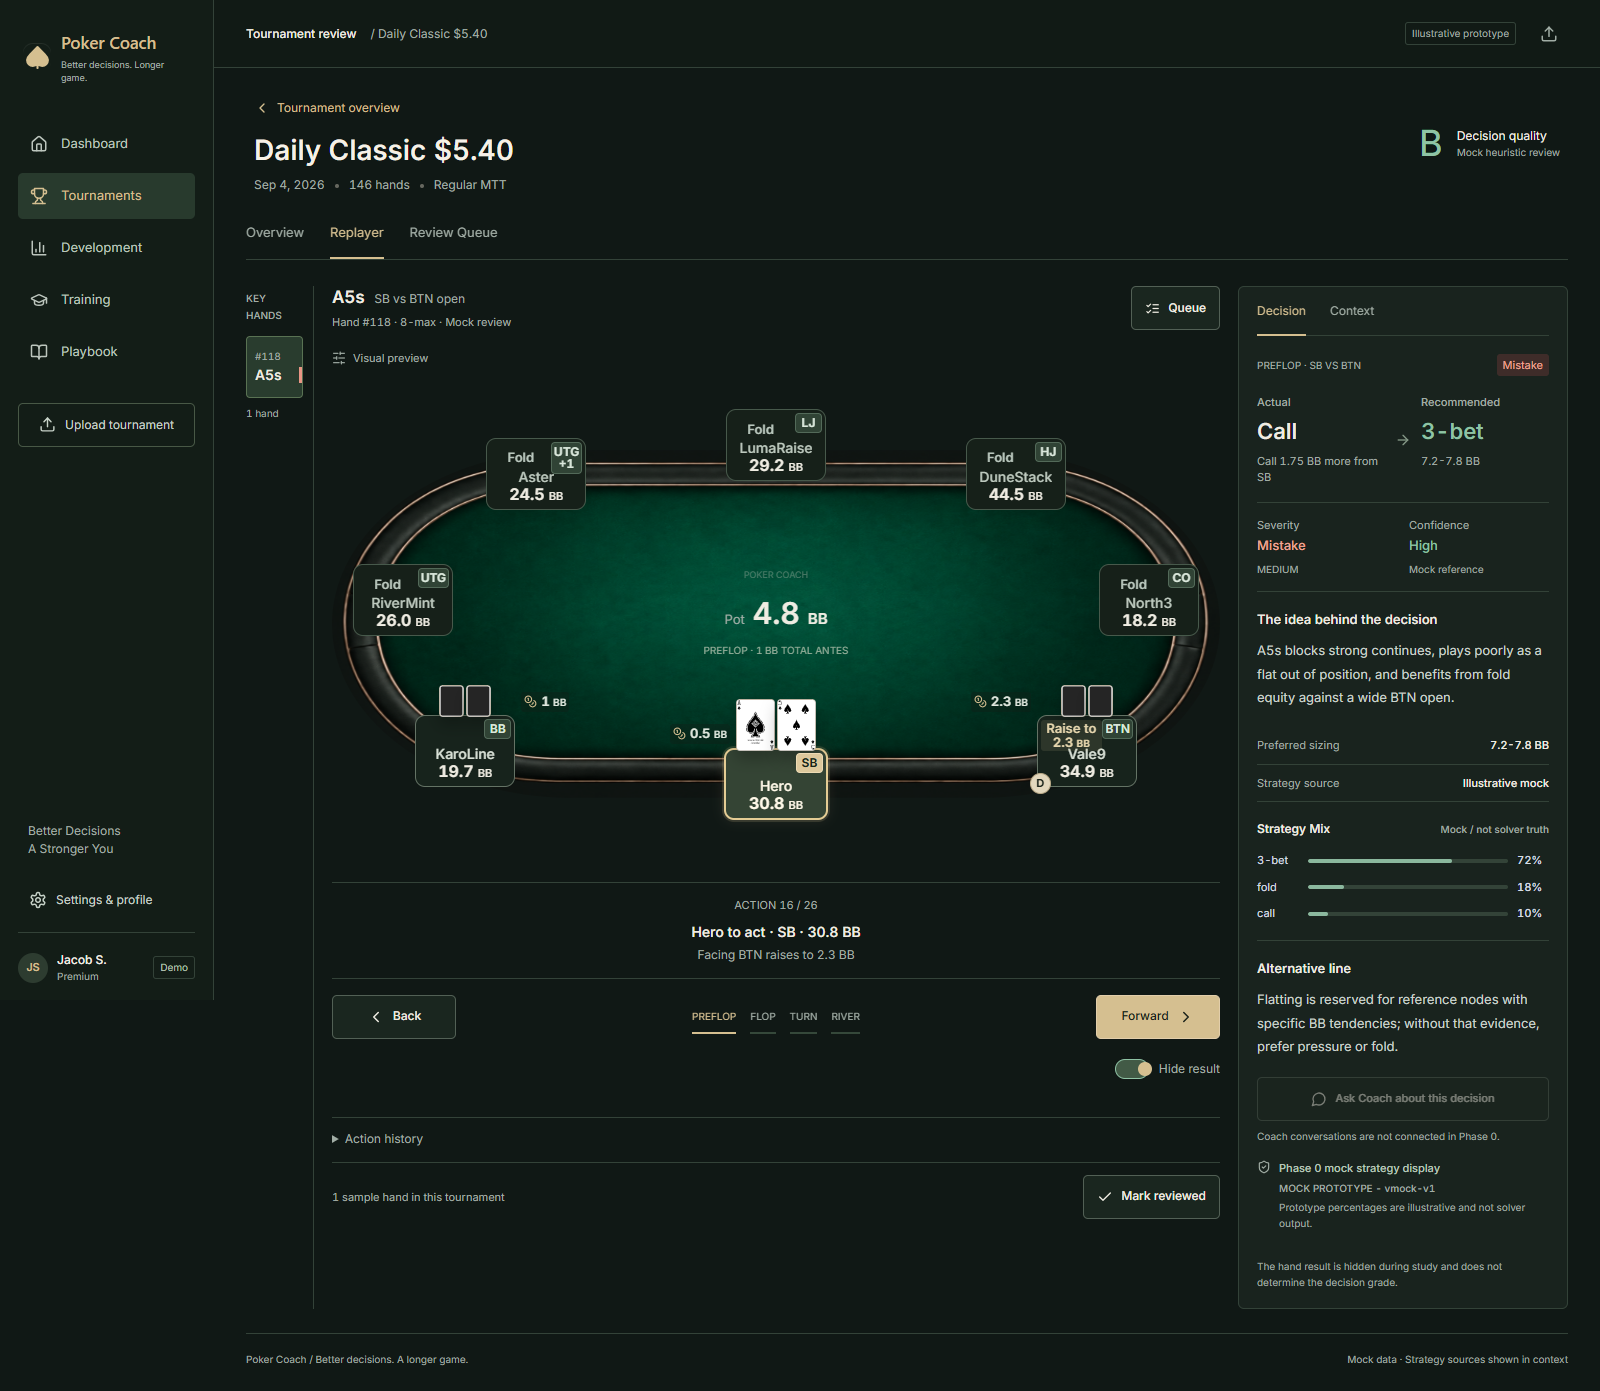 Poker Coach
Better decisions. Longer
game.
Dashboard
Tournaments
Development
Training
Playbook
Upload tournament
Better Decisions
A Stronger You
Settings & profile
JS
Jacob S.
Premium
Demo
Tournament review / Daily Classic $5.40
Illustrative prototype
Tournament overview
Daily Classic $5.40
Sep 4, 2026 • 146 hands • Regular MTT
B
Decision quality
Mock heuristic review
Overview
Replayer
Review Queue
KEY
HANDS
#118
A5s
1 hand
A5s SB vs BTN open
Hand #118 · 8-max · Mock review
Queue
Visual preview
Fold
LJ
LumaRaise
29.2 BB
Fold
UTG
+1
Aster
24.5 BB
Fold
HJ
DuneStack
44.5 BB
Fold
UTG
RiverMint
26.0 BB
Fold
CO
North3
18.2 BB
POKER COACH
Pot 4.8 BB
PREFLOP · 1 BB TOTAL ANTES
1 BB
BB
KaroLine
19.7 BB
0.5 BB
SB
Hero
30.8 BB
2.3 BB
Raise to
2.3 BB
BTN
Vale9
34.9 BB
D
ACTION 16 / 26
Hero to act · SB · 30.8 BB
Facing BTN raises to 2.3 BB
Back
PREFLOP
FLOP
TURN
RIVER
Forward
Hide result
Action history
1 sample hand in this tournament
Mark reviewed
Decision
Context
PREFLOP · SB VS BTN
Mistake
Actual
Call
Call 1.75 BB more from
SB
Recommended
3-bet
7.2-7.8 BB
Severity
Mistake
MEDIUM
Confidence
High
Mock reference
The idea behind the decision
A5s blocks strong continues, plays poorly as a
flat out of position, and benefits from fold
equity against a wide BTN open.
Preferred sizing 7.2-7.8 BB
Strategy source Illustrative mock
Strategy Mix Mock / not solver truth
3-bet 72%
fold 18%
call 10%
Alternative line
Flatting is reserved for reference nodes with
specific BB tendencies; without that evidence,
prefer pressure or fold.
Ask Coach about this decision
Coach conversations are not connected in Phase 0.
Phase 0 mock strategy display
MOCK PROTOTYPE - vmock-v1
Prototype percentages are illustrative and not solver
output.
The hand result is hidden during study and does not
determine the decision grade.
Poker Coach / Better decisions. A longer game.
Mock data · Strategy sources shown in context